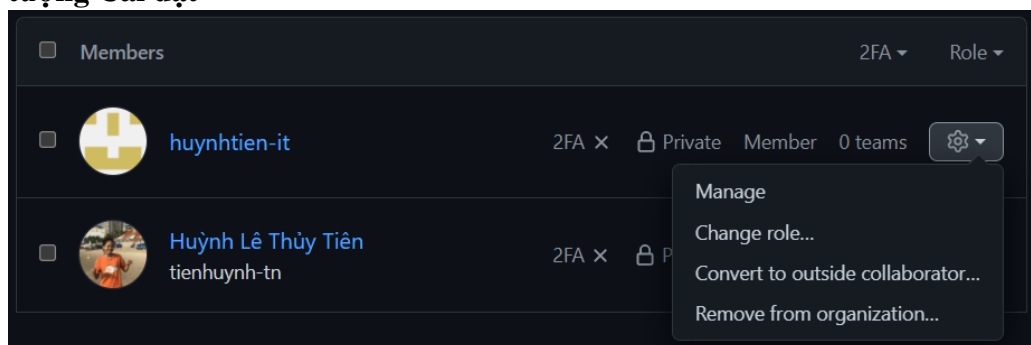 Members 2FA Role
huynhtien-it 2FA Private Member 0 teams
Manage
Change role...
Huỳnh Lê Thủy Tiên
tienhuynh-tn 2FA P
Convert to outside collaborator...
Remove from organization...